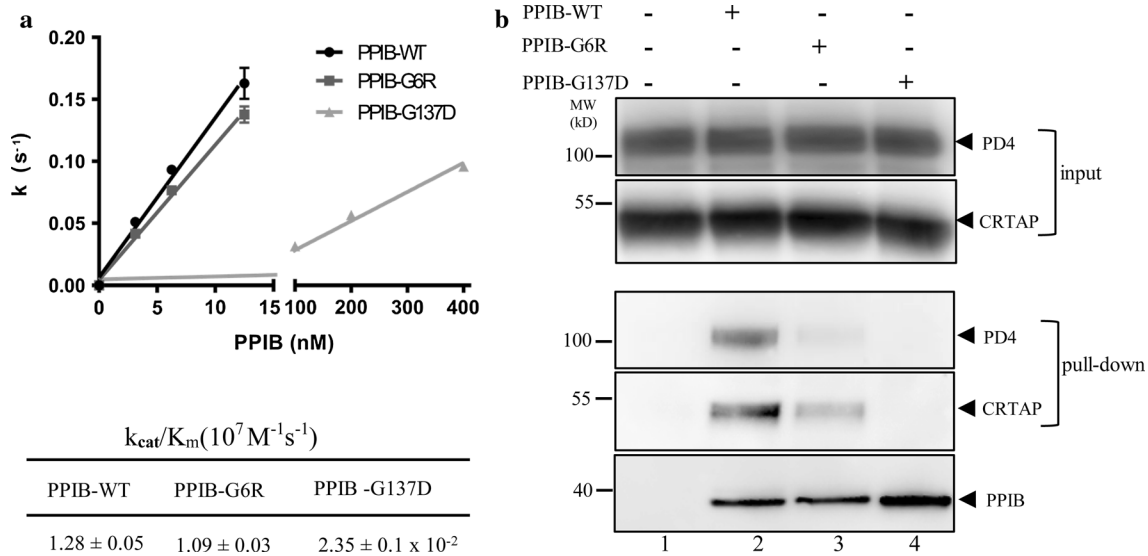 a
0.20
0.15
0.10
0.05
0.00
k (s⁻¹)
0 5 10 15 100 200 300 400
PPIB (nM)
PPIB-WT
PPIB-G6R
PPIB-G137D
k_cat/K_m(10⁷ M⁻¹s⁻¹)
PPIB-WT PPIB-G6R PPIB -G137D
1.28 ± 0.05 1.09 ± 0.03 2.35 ± 0.1 x 10⁻²
b
PPIB-WT - + - -
PPIB-G6R - - + -
PPIB-G137D - - - +
MW
(kD)
100
PD4
55
CRTAP
input
100
PD4
55
CRTAP
pull-down
40
PPIB
1 2 3 4